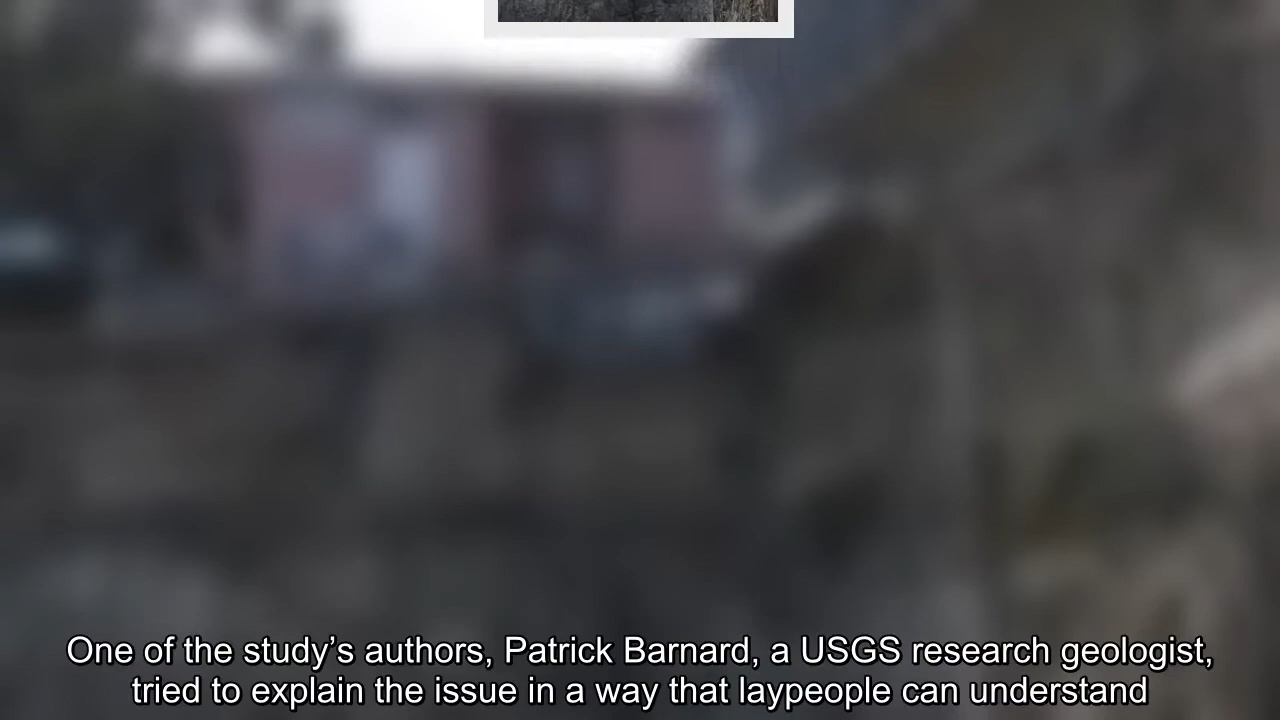 One of the study’s authors, Patrick Barnard, a USGS research geologist,
tried to explain the issue in a way that laypeople can understand